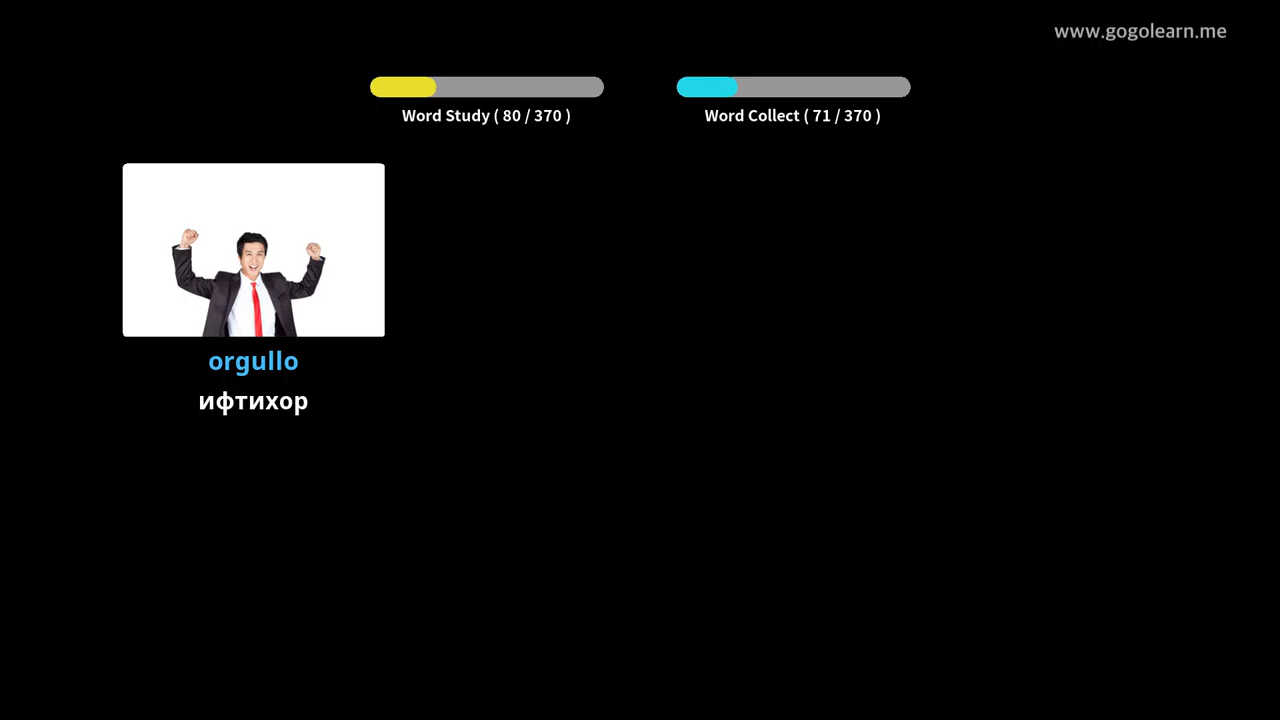 www.gogolearn.me
Word Study ( 80 / 370 )
Word Collect ( 71 / 370 )
orgullo
ифтихор